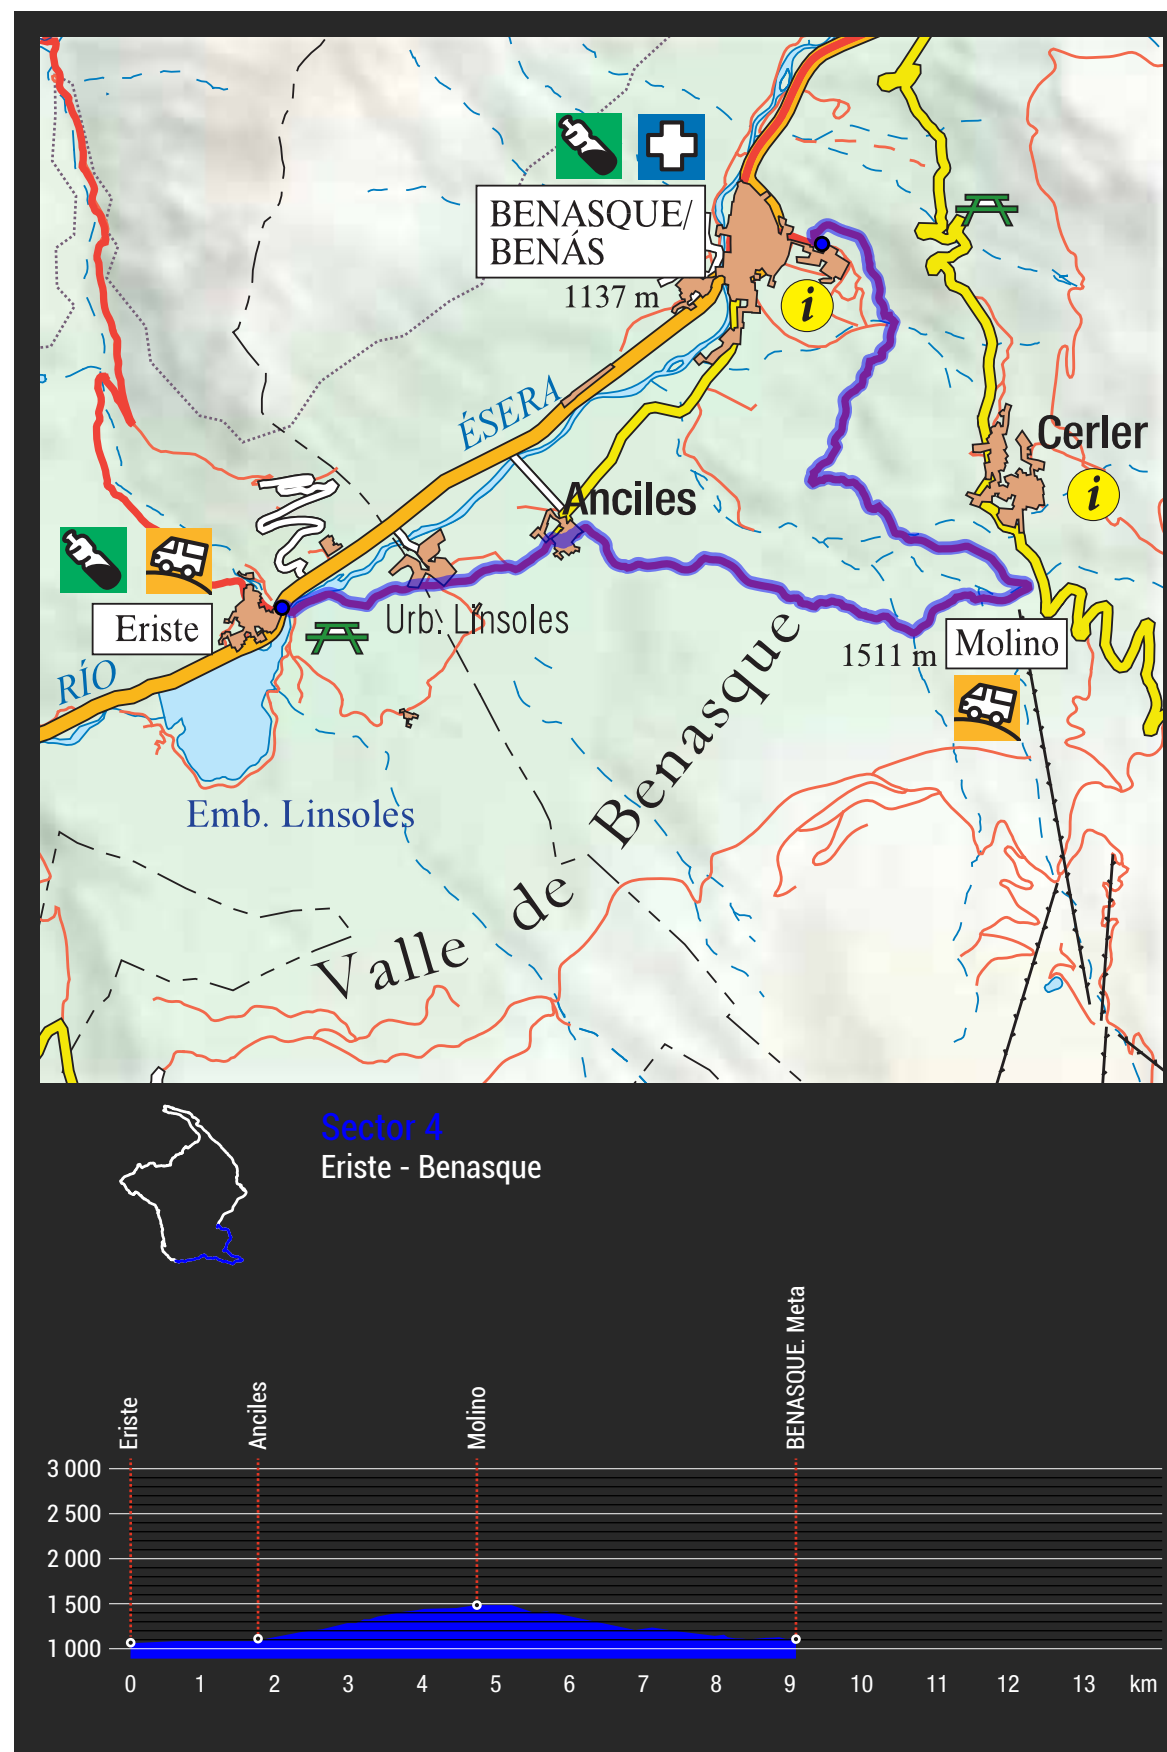 BENASQUE/
BENÁS
1137 m
i
ÉSERA
Cerler
i
Anciles
Eriste
Urb. Linsoles
RÍO
1511 m
Molino
Emb. Linsoles
Valle de Benasque
Sector 4
Eriste - Benasque
Eriste
Anciles
Molino
BENASQUE. Meta
3 000
2 500
2 000
1 500
1 000
0 1 2 3 4 5 6 7 8 9 10 11 12 13 km